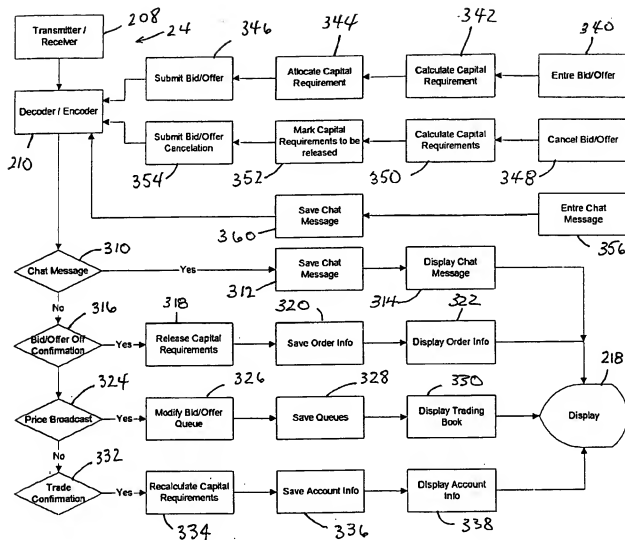 208
24
346
344
342
340
Transmitter /
Receiver
Submit Bid/Offer
Allocate Capital
Requirement
Calculate Capital
Requirement
Entre Bid/Offer
Decoder / Encoder
210
Submit Bid/Offer
Cancelation
354
Mark Capital
Requirements to be
released
352
Calculate Capital
Requirements
350
Cancel Bid/Offer
348
Save Chat
Message
360
Entre Chat
Message
356
310
Chat Message
Yes
Save Chat
Message
312
Display Chat
Message
314
No
316
318
320
322
Bid/Offer Off
Confirmation
Yes
Release Capital
Requirements
Save Order Info
Display Order Info
324
326
328
330
218
Price Broadcast
Yes
Modify Bid/Offer
Queue
Save Queues
Display Trading
Book
Display
No
332
Trade
Confirmation
Yes
Recalculate Capital
Requirements
334
Save Account Info
336
Display Account
Info
338